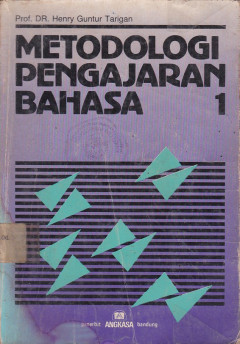 Prof. DR. Henry Guntur Tarigan
METODOLOGI
PENGAJARAN
BAHASA 1
penerbit ANGKASA bandung